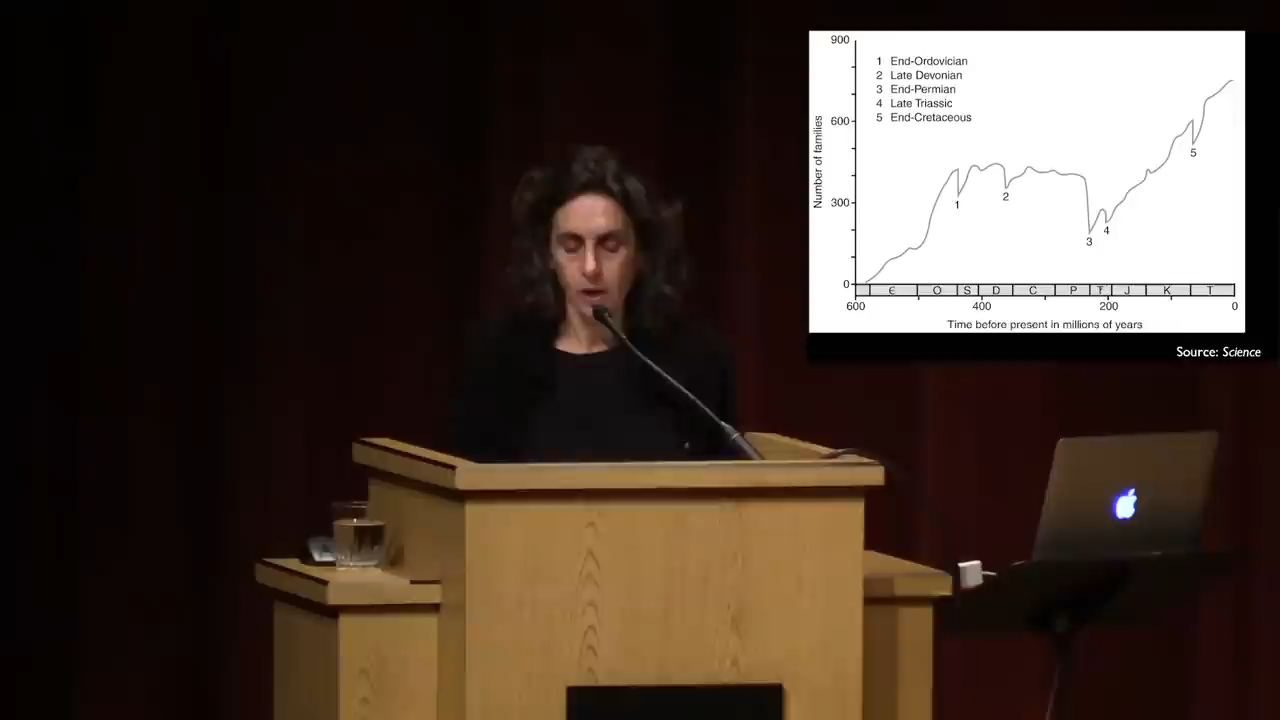 900
1 End-Ordovician
2 Late Devonian
3 End-Permian
4 Late Triassic
5 End-Cretaceous
Number of families
600
300
0
1
2
3
4
5
Є O S D C P Ŧ J K T
600 400 200 0
Time before present in millions of years
Source: Science